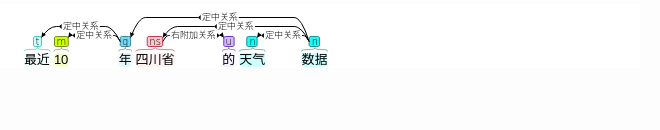 定中关系
定中关系 定中关系
定中关系 右附加关系 定中关系
t m q ns u n n
最近 10 年 四川省 的 天气 数据